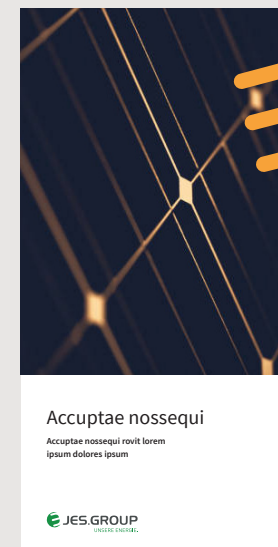 Accuptae nossequi
Accuptae nossequi rovit lorem
ipsum dolores ipsum
JES.GROUP
UNSERE ENERGIE.